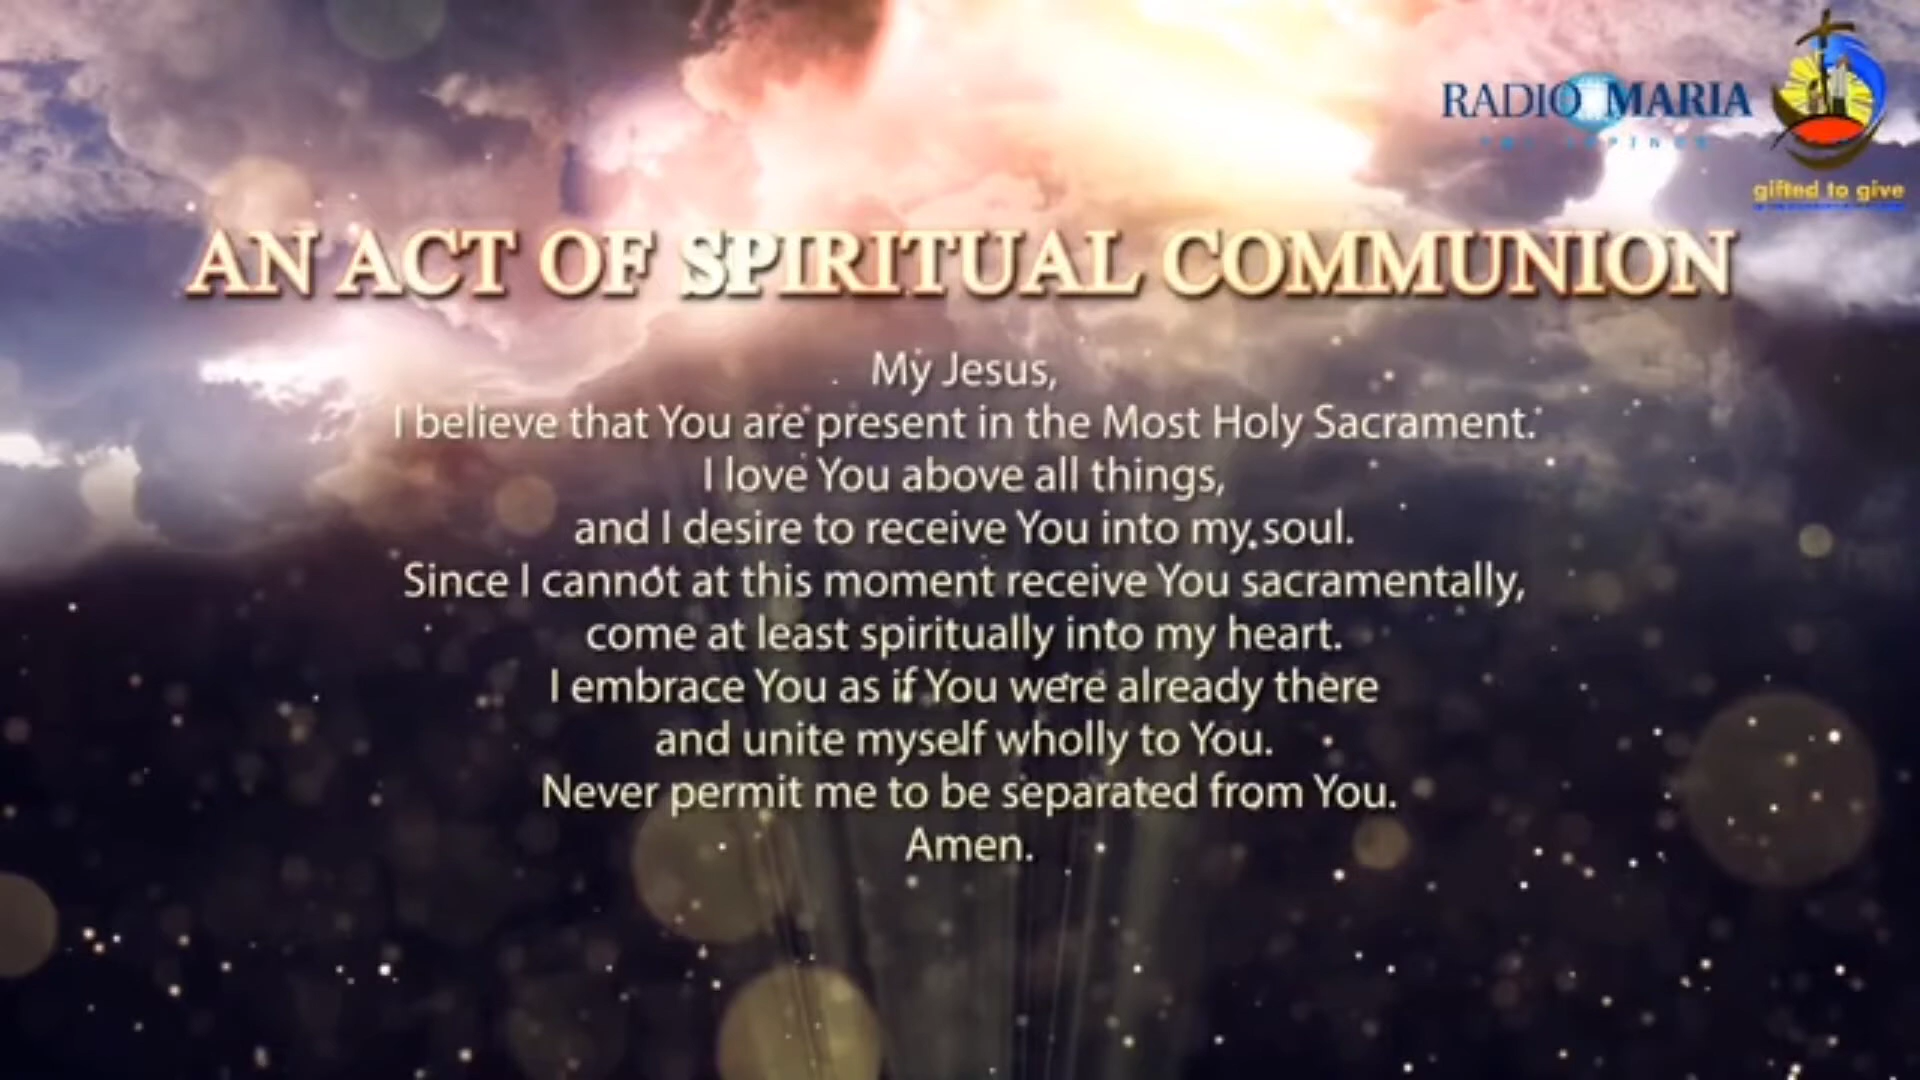 RADIO MARIA
gifted to give
AN ACT OF SPIRITUAL COMMUNION
My Jesus,
I believe that You are present in the Most Holy Sacrament.
I love You above all things,
and I desire to receive You into my soul.
Since I cannot at this moment receive You sacramentally,
come at least spiritually into my heart.
I embrace You as if You were already there
and unite myself wholly to You.
Never permit me to be separated from You.
Amen.